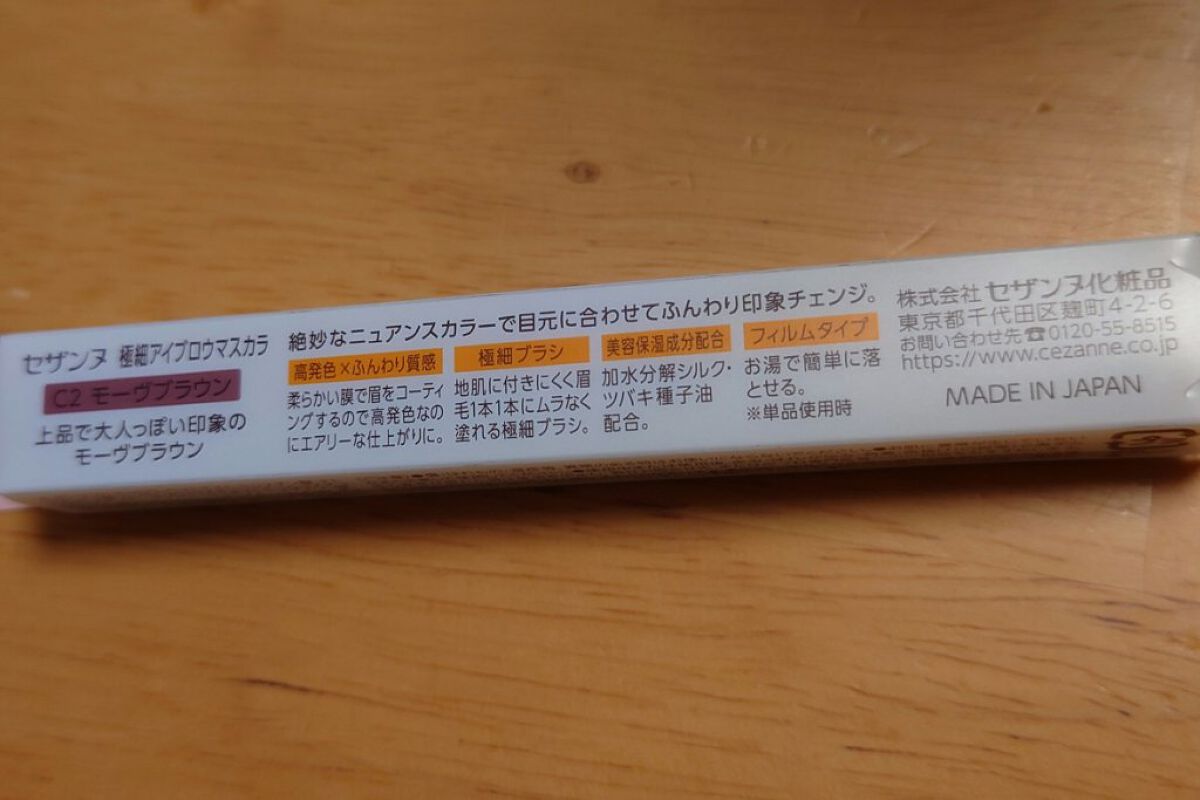 セザンヌ 極細アイブロウマスカラ
C2 モーヴブラウン
上品で大人っぽい印象の
モーヴブラウン
絶妙なニュアンスカラーで目元に合わせてふんわり印象チェンジ。
高発色×ふんわり質感
柔らかい膜で眉をコーティ
ングするので高発色なの
にエアリーな仕上がりに。
極細ブラシ
地肌に付きにくく眉
毛1本1本にムラなく
塗れる極細ブラシ。
美容保湿成分配合
加水分解シルク・
ツバキ種子油
配合。
フィルムタイプ
お湯で簡単に落
とせる。
※単品使用時
株式会社 セザンヌ化粧品
東京都千代田区麹町4-2-6
お問い合わせ先☎0120-55-8515
https://www.cezanne.co.jp
MADE IN JAPAN